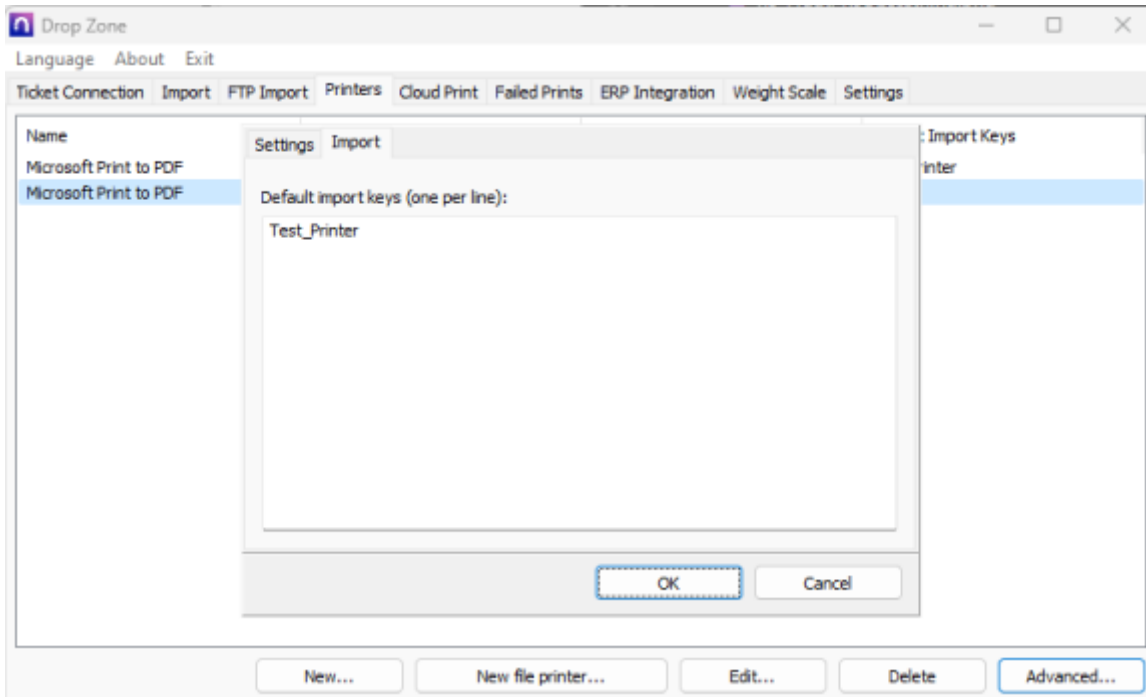 Drop Zone
Language About Exit
Ticket Connection Import FTP Import Printers Cloud Print Failed Prints ERP Integration Weight Scale Settings
Name Import Keys
Settings Import
Microsoft Print to PDF inter
Microsoft Print to PDF
Default import keys (one per line):
Test_Printer
OK Cancel
New... New file printer... Edit... Delete Advanced...